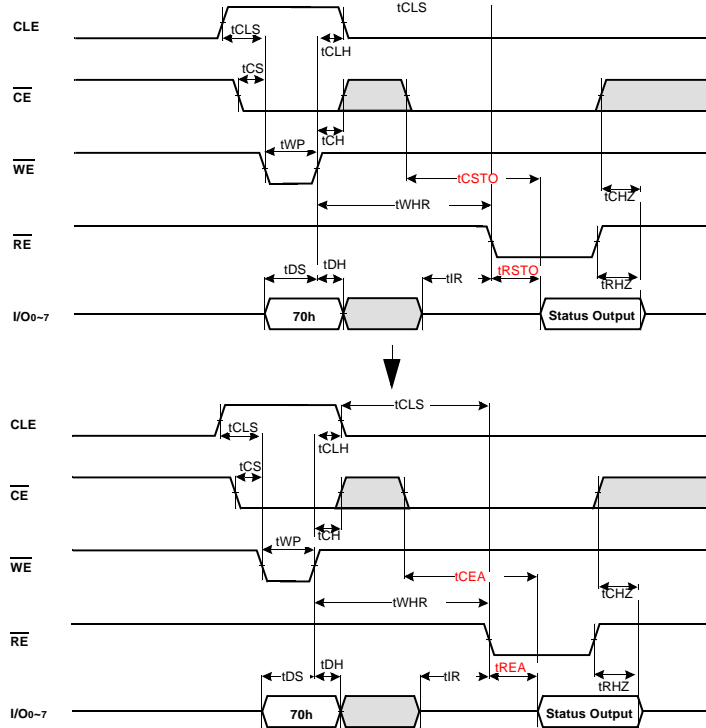 tCLS
CLE
tCLS
tCLH
tCS
CE
tCH
tWP
WE
tCSTO
tWHR
tCHZ
RE
tDS
tDH
tIR
tRSTO
tRHZ
I/O0~7
70h
Status Output
tCLS
CLE
tCLS
tCLH
tCS
CE
tCH
tWP
WE
tCEA
tCHZ
tWHR
RE
tDS
tDH
tIR
tREA
tRHZ
I/O0~7
70h
Status Output